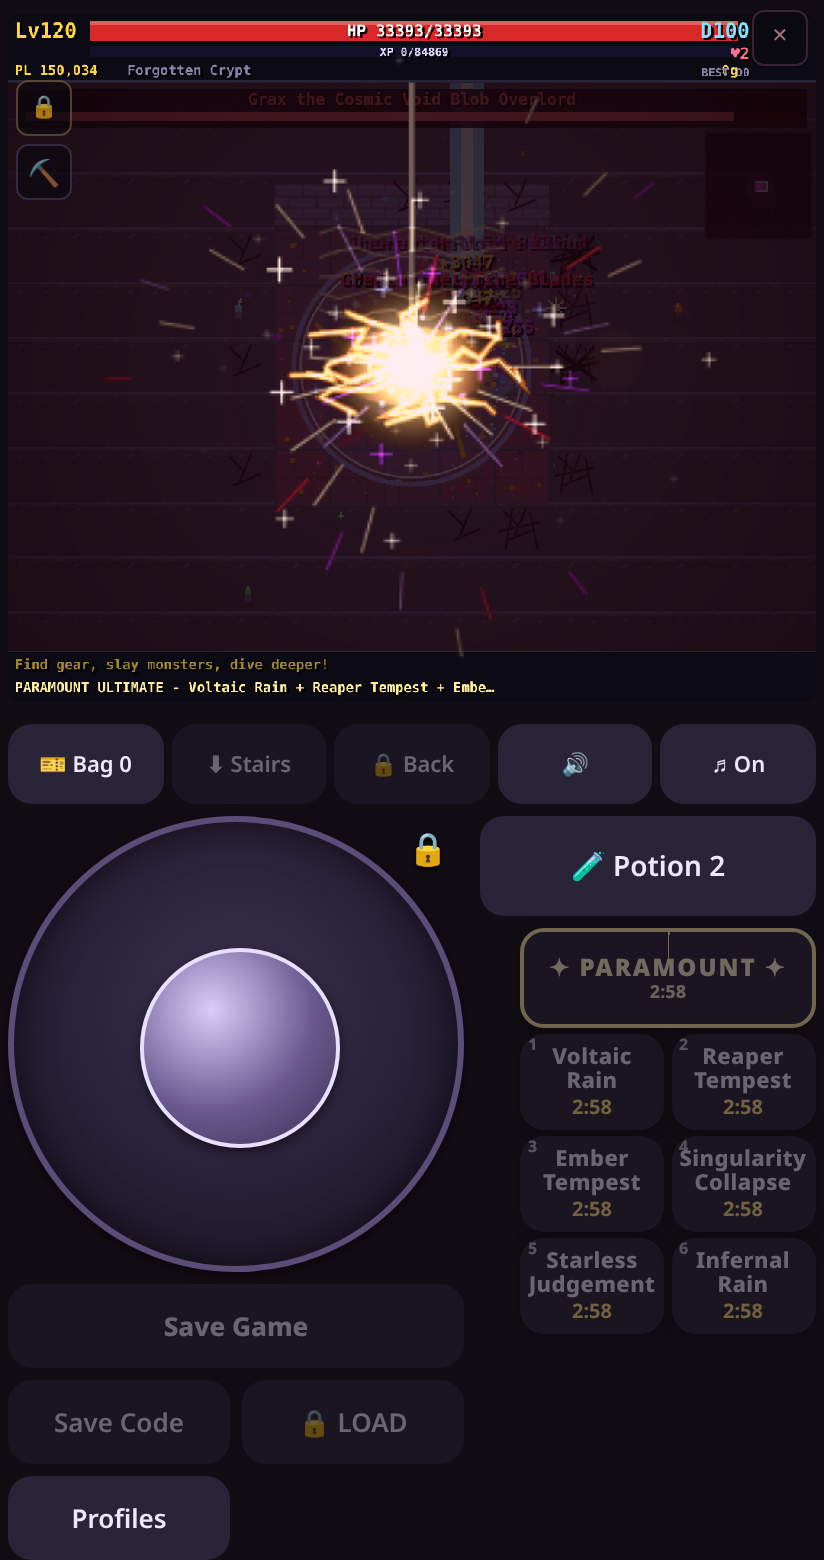 Lv120
HP 33393/33393
D100
×
XP 0/84869
♥2
PL 150,034
Forgotten Crypt
Grax the Cosmic Void Blob Overlord
Find gear, slay monsters, dive deeper!
PARAMOUNT ULTIMATE - Voltaic Rain + Reaper Tempest + Embe…
Bag 0
⬇ Stairs
Back
♬ On
Potion 2
✦ PARAMOUNT ✦
2:58
1
Voltaic
Rain
2:58
2
Reaper
Tempest
2:58
3
Ember
Tempest
2:58
4
Singularity
Collapse
2:58
5
Starless
Judgement
2:58
6
Infernal
Rain
2:58
Save Game
Save Code
LOAD
Profiles